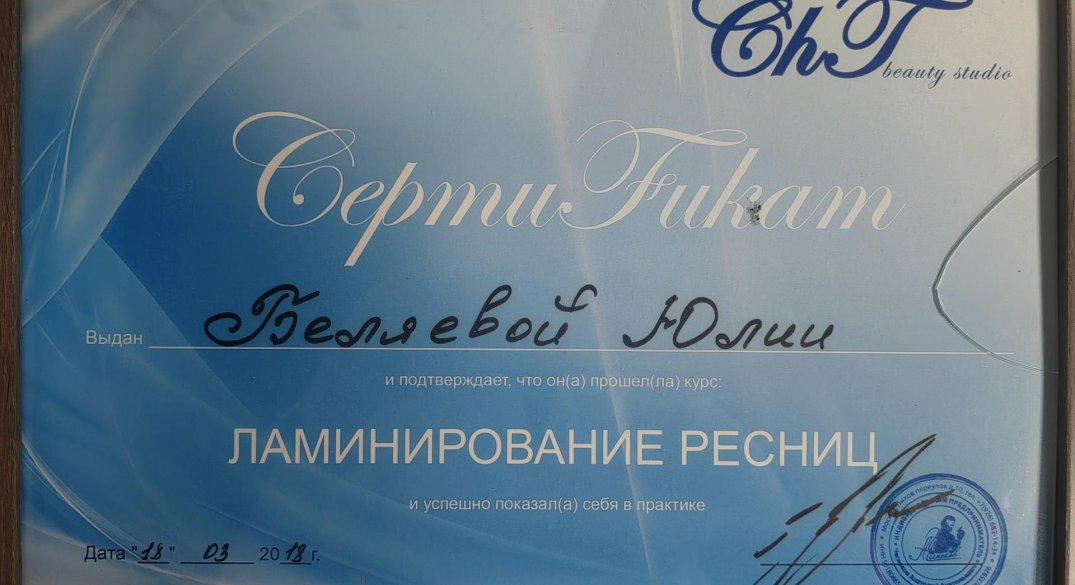 ChT
beauty studio
Сертификат
Выдан Беляевой Юлии
и подтверждает, что он(а) прошел(ла) курс:
ЛАМИНИРОВАНИЕ РЕСНИЦ
и успешно показал(а) себя в практике
Дата "18" 03 2018 г.